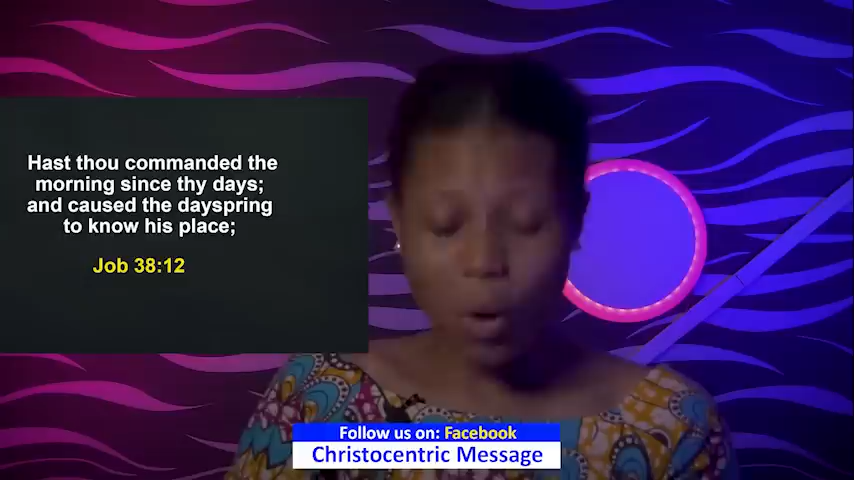 Hast thou commanded the
morning since thy days;
and caused the dayspring
to know his place;
Job 38:12
Follow us on: Facebook
Christocentric Message